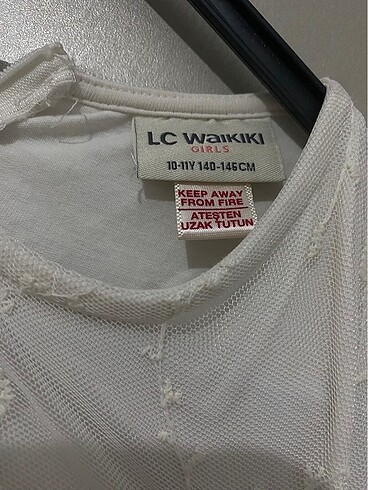 LC WAIKIKI
GIRLS
10-11Y 140-146CM
KEEP AWAY
FROM FIRE
ATEŞTEN
UZAK TUTUN